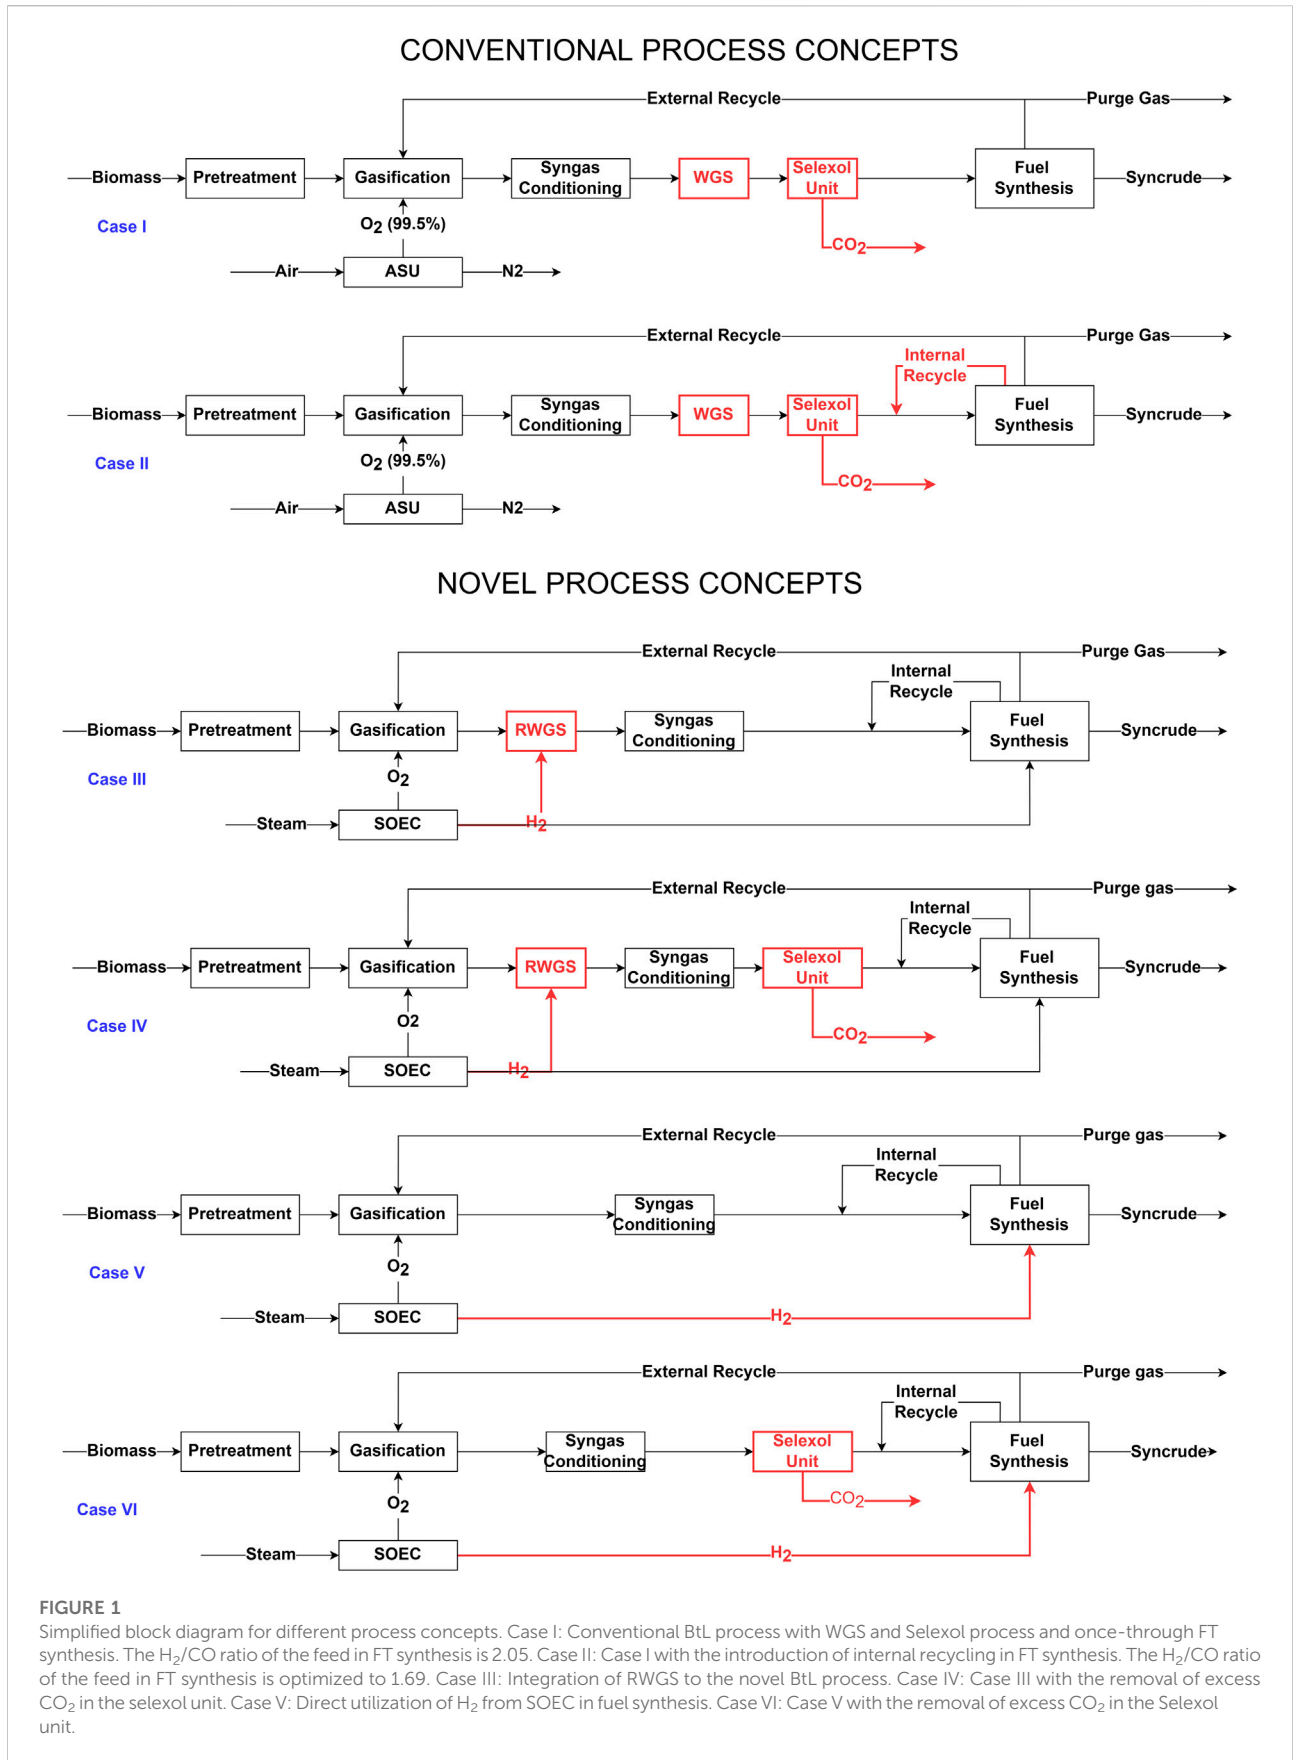 CONVENTIONAL PROCESS CONCEPTS
External Recycle
Purge Gas
Biomass
Pretreatment
Gasification
Syngas
Conditioning
WGS
Selexol
Unit
Fuel
Synthesis
Syncrude
Case I
O2 (99.5%)
CO2
Air
ASU
N2
External Recycle
Purge Gas
Internal
Recycle
Biomass
Pretreatment
Gasification
Syngas
Conditioning
WGS
Selexol
Unit
Fuel
Synthesis
Syncrude
Case II
O2 (99.5%)
CO2
Air
ASU
N2
NOVEL PROCESS CONCEPTS
External Recycle
Purge Gas
Internal
Recycle
Biomass
Pretreatment
Gasification
RWGS
Syngas
Conditioning
Fuel
Synthesis
Syncrude
Case III
O2
Steam
SOEC
H2
External Recycle
Purge gas
Internal
Recycle
Biomass
Pretreatment
Gasification
RWGS
Syngas
Conditioning
Selexol
Unit
Fuel
Synthesis
Syncrude
Case IV
O2
CO2
Steam
SOEC
H2
External Recycle
Purge gas
Internal
Recycle
Biomass
Pretreatment
Gasification
Syngas
Conditioning
Fuel
Synthesis
Syncrude
Case V
O2
Steam
SOEC
H2
External Recycle
Purge gas
Internal
Recycle
Biomass
Pretreatment
Gasification
Syngas
Conditioning
Selexol
Unit
Fuel
Synthesis
Syncrude
Case VI
O2
CO2
Steam
SOEC
H2
FIGURE 1
Simplified block diagram for different process concepts. Case I: Conventional BtL process with WGS and Selexol process and once-through FT
synthesis. The H2/CO ratio of the feed in FT synthesis is 2.05. Case II: Case I with the introduction of internal recycling in FT synthesis. The H2/CO ratio
of the feed in FT synthesis is optimized to 1.69. Case III: Integration of RWGS to the novel BtL process. Case IV: Case III with the removal of excess
CO2 in the selexol unit. Case V: Direct utilization of H2 from SOEC in fuel synthesis. Case VI: Case V with the removal of excess CO2 in the Selexol
unit.